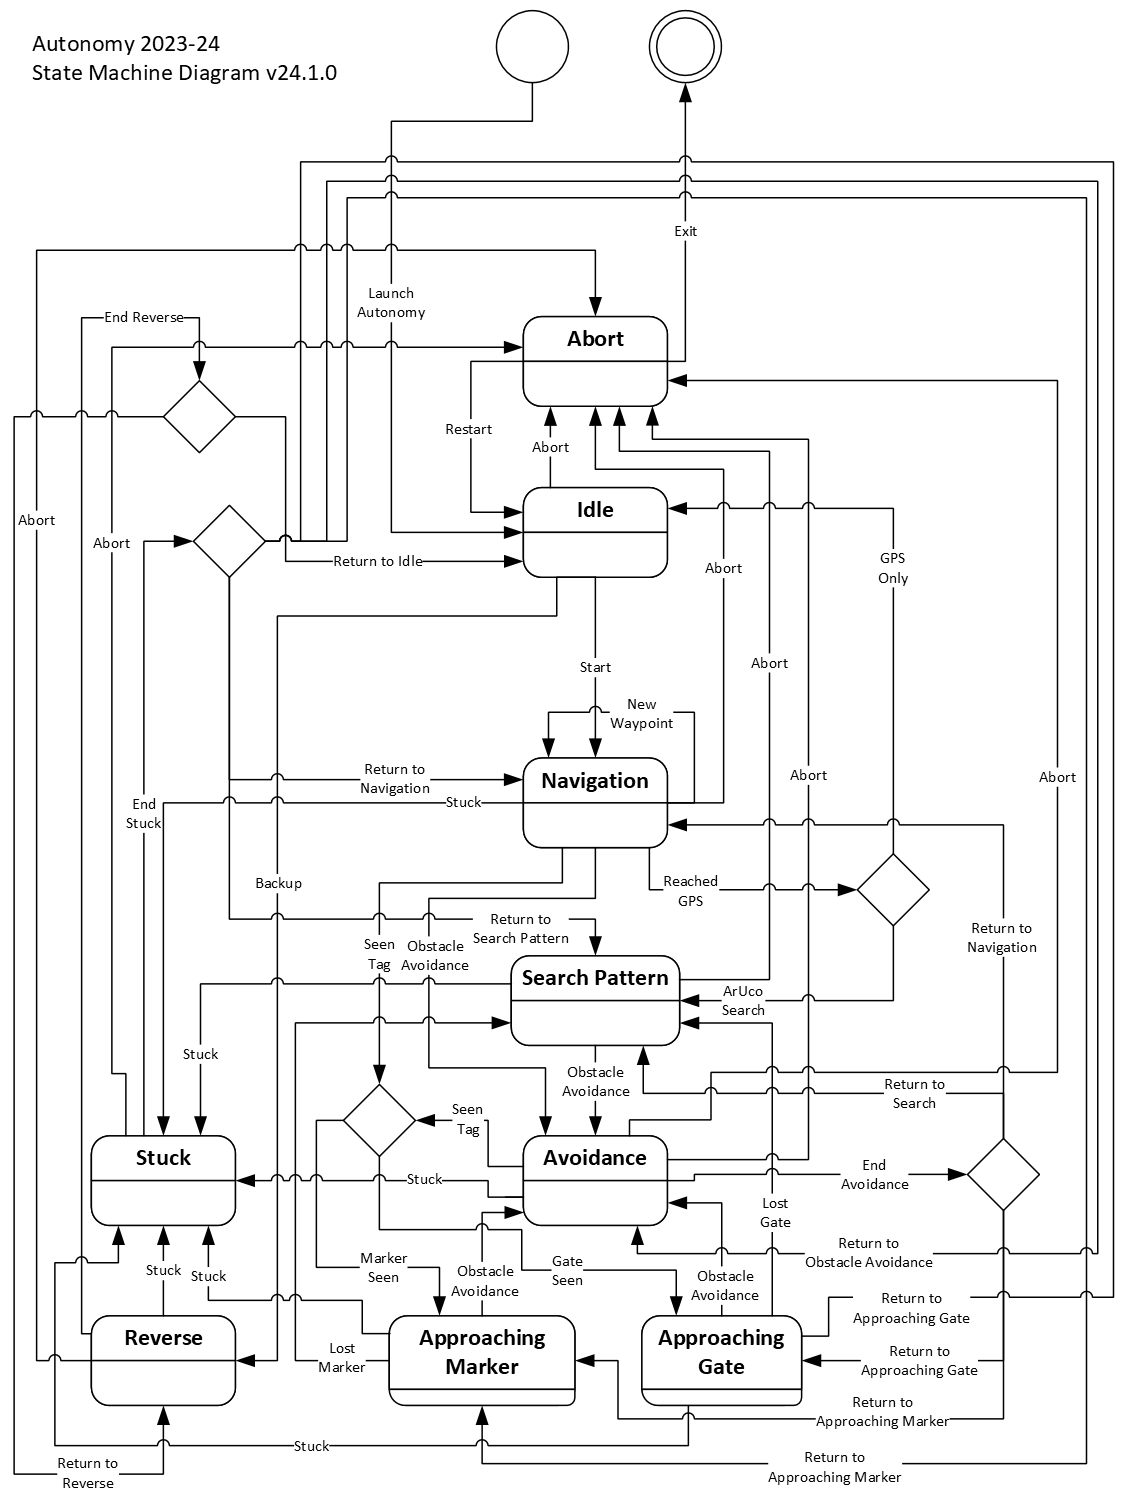 Autonomy 2023-24
State Machine Diagram v24.1.0
Exit
Launch
Autonomy
End Reverse
Abort
Restart
Abort
Idle
Abort
Abort
Return to Idle
Abort
GPS
Only
Start
Abort
New
Waypoint
Return to
Navigation
Navigation
Abort
Abort
End
Stuck
Stuck
Backup
Reached
GPS
Return to
Search Pattern
Seen
Tag
Obstacle
Avoidance
Return to
Navigation
Search Pattern
ArUco
Search
Stuck
Obstacle
Avoidance
Return to
Search
Seen
Tag
Stuck
Avoidance
End
Avoidance
Stuck
Lost
Gate
Return to
Obstacle Avoidance
Stuck
Stuck
Marker
Seen
Obstacle
Avoidance
Gate
Seen
Obstacle
Avoidance
Return to
Approaching Gate
Reverse
Lost
Marker
Approaching
Marker
Approaching
Gate
Return to
Approaching Gate
Return to
Approaching Marker
Stuck
Return to
Reverse
Return to
Approaching Marker